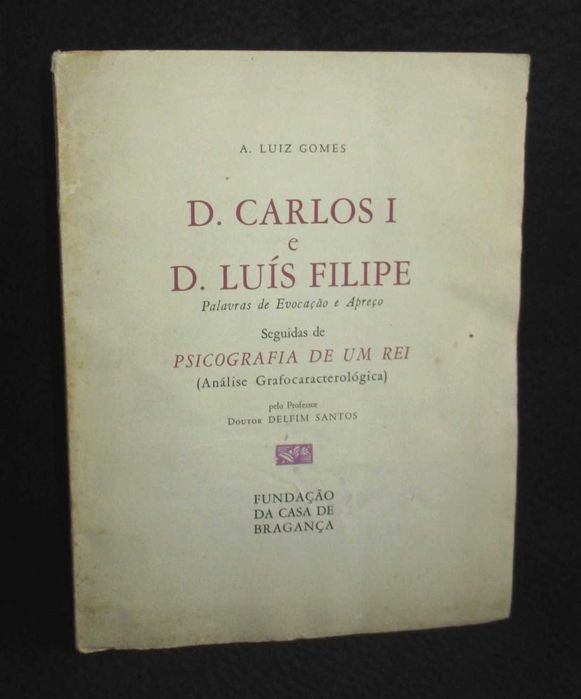 A. LUIZ GOMES
D. CARLOS I
e
D. LUÍS FILIPE
Palavras de Evocação e Apreço
Seguidas de
PSICOGRAFIA DE UM REI
(Análise Grafocaracterológica)
pelo Professor
DOUTOR DELFIM SANTOS
FUNDAÇÃO
DA CASA DE
BRAGANÇA